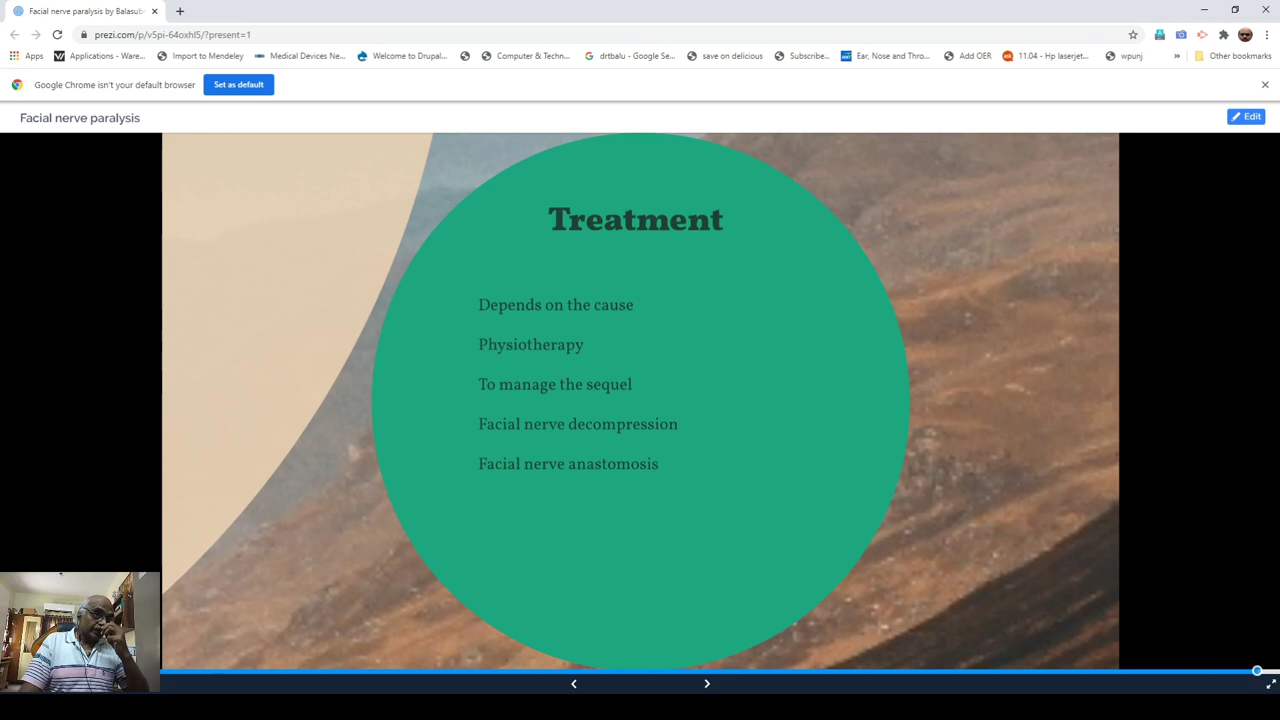 Facial nerve paralysis by Balasub
prezi.com/p/v5pi-64oxhl5/?present=1
Apps
Applications - Ware...
Import to Mendeley
Medical Devices Ne...
Welcome to Drupal...
Computer & Techn...
drtbalu - Google Se...
save on delicious
Subscribe...
Ear, Nose and Thro...
Add OER
11.04 - Hp laserjet...
wpunj
»
Other bookmarks
Google Chrome isn't your default browser
Set as default
Facial nerve paralysis
Edit
Treatment
Depends on the cause
Physiotherapy
To manage the sequel
Facial nerve decompression
Facial nerve anastomosis